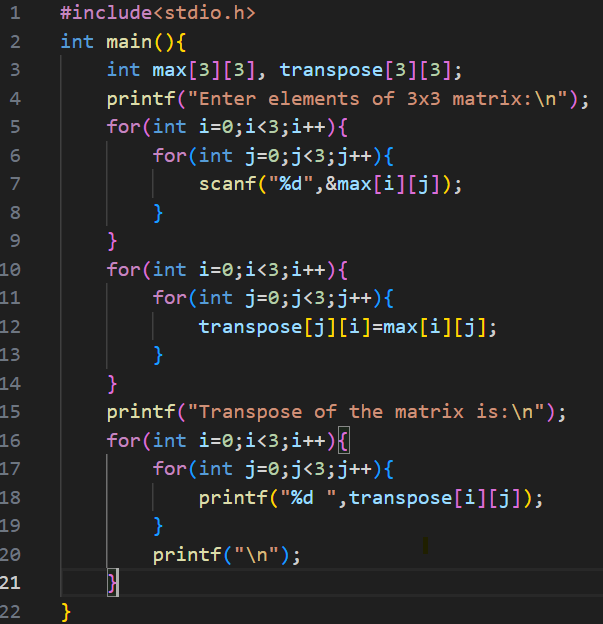 1 #include<stdio.h>
2 int main(){
3 int max[3][3], transpose[3][3];
4 printf("Enter elements of 3x3 matrix:\n");
5 for(int i=0;i<3;i++){
6 for(int j=0;j<3;j++){
7 scanf("%d",&max[i][j]);
8 }
9 }
10 for(int i=0;i<3;i++){
11 for(int j=0;j<3;j++){
12 transpose[j][i]=max[i][j];
13 }
14 }
15 printf("Transpose of the matrix is:\n");
16 for(int i=0;i<3;i++){
17 for(int j=0;j<3;j++){
18 printf("%d ",transpose[i][j]);
19 }
20 printf("\n");
21 }
22 }